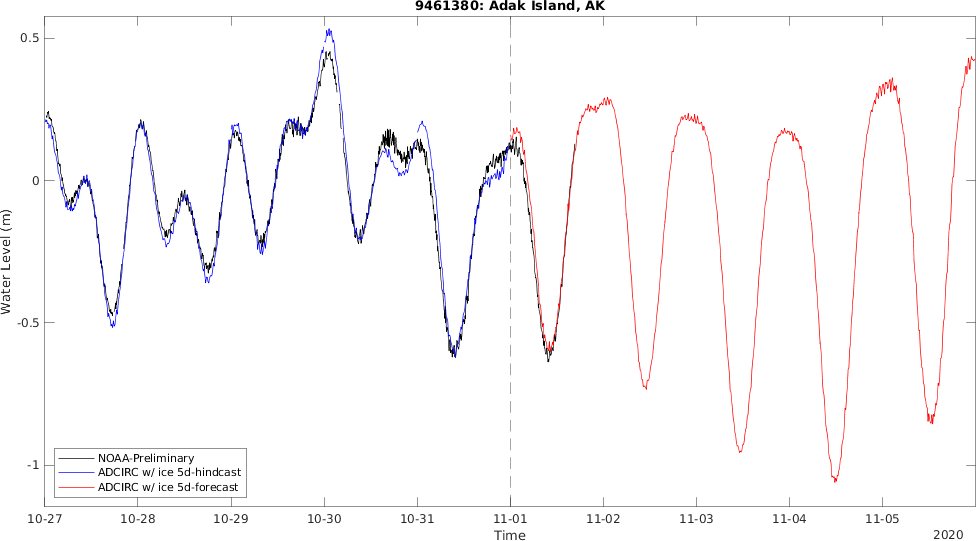 9461380: Adak Island, AK
0.5
0
-0.5
-1
Water Level (m)
NOAA-Preliminary
ADCIRC w/ ice 5d-hindcast
ADCIRC w/ ice 5d-forecast
10-27 10-28 10-29 10-30 10-31 11-01 11-02 11-03 11-04 11-05
Time
2020